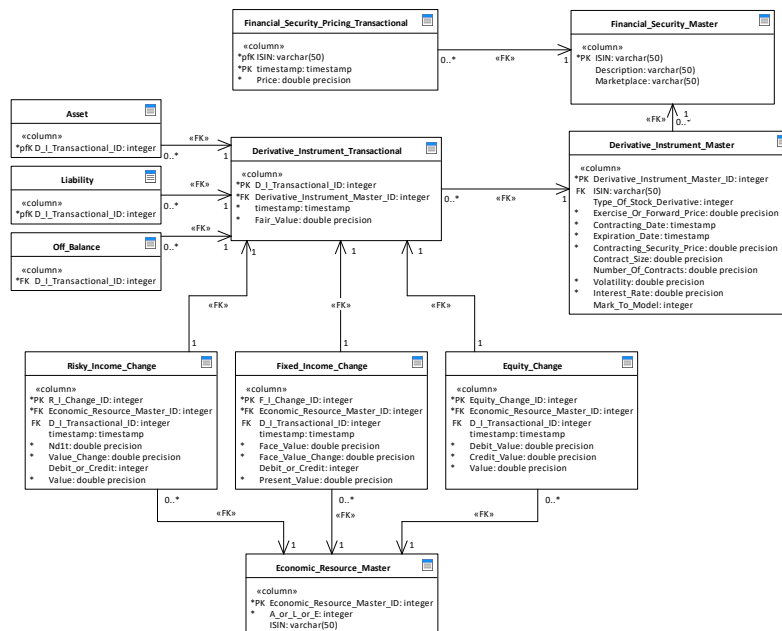 Financial_Security_Pricing_Transactional
«column»
*pfK ISIN: varchar(50)
*PK timestamp: timestamp
* Price: double precision
0..*
«FK»
1
Financial_Security_Master
«column»
*PK ISIN: varchar(50)
Description: varchar(50)
Marketplace: varchar(50)
«FK»
1
0..*
Asset
«column»
*pfK D_I_Transactional_ID: integer
«FK»
0..*
1
Liability
«column»
*pfK D_I_Transactional_ID: integer
«FK»
0..*
1
Off_Balance
«column»
*FK D_I_Transactional_ID: integer
«FK»
0..*
1
Derivative_Instrument_Transactional
«column»
*PK D_I_Transactional_ID: integer
*FK Derivative_Instrument_Master_ID: integer
* timestamp: timestamp
* Fair_Value: double precision
0..*
«FK»
1
Derivative_Instrument_Master
«column»
*PK Derivative_Instrument_Master_ID: integer
FK ISIN: varchar(50)
Type_Of_Stock_Derivative: integer
* Exercise_Or_Forward_Price: double precision
* Contracting_Date: timestamp
* Expiration_Date: timestamp
* Contracting_Security_Price: double precision
Contract_Size: double precision
Number_Of_Contracts: double precision
* Volatility: double precision
* Interest_Rate: double precision
Mark_To_Model: integer
1
1
1
«FK»
«FK»
«FK»
1
1
1
Risky_Income_Change
«column»
*PK R_I_Change_ID: integer
*FK Economic_Resource_Master_ID: integer
FK D_I_Transactional_ID: integer
timestamp: timestamp
* Nd1t: double precision
* Value_Change: double precision
Debit_or_Credit: integer
* Value: double precision
Fixed_Income_Change
«column»
*PK F_I_Change_ID: integer
*FK Economic_Resource_Master_ID: integer
FK D_I_Transactional_ID: integer
timestamp: timestamp
* Face_Value: double precision
* Face_Value_Change: double precision
Debit_or_Credit: integer
* Present_Value: double precision
Equity_Change
«column»
*PK Equity_Change_ID: integer
*FK Economic_Resource_Master_ID: integer
FK D_I_Transactional_ID: integer
timestamp: timestamp
* Debit_Value: double precision
* Credit_Value: double precision
* Value: double precision
0..*
0..*
0..*
«FK»
«FK»
«FK»
1
1
1
Economic_Resource_Master
«column»
*PK Economic_Resource_Master_ID: integer
* A_or_L_or_E: integer
ISIN: varchar(50)